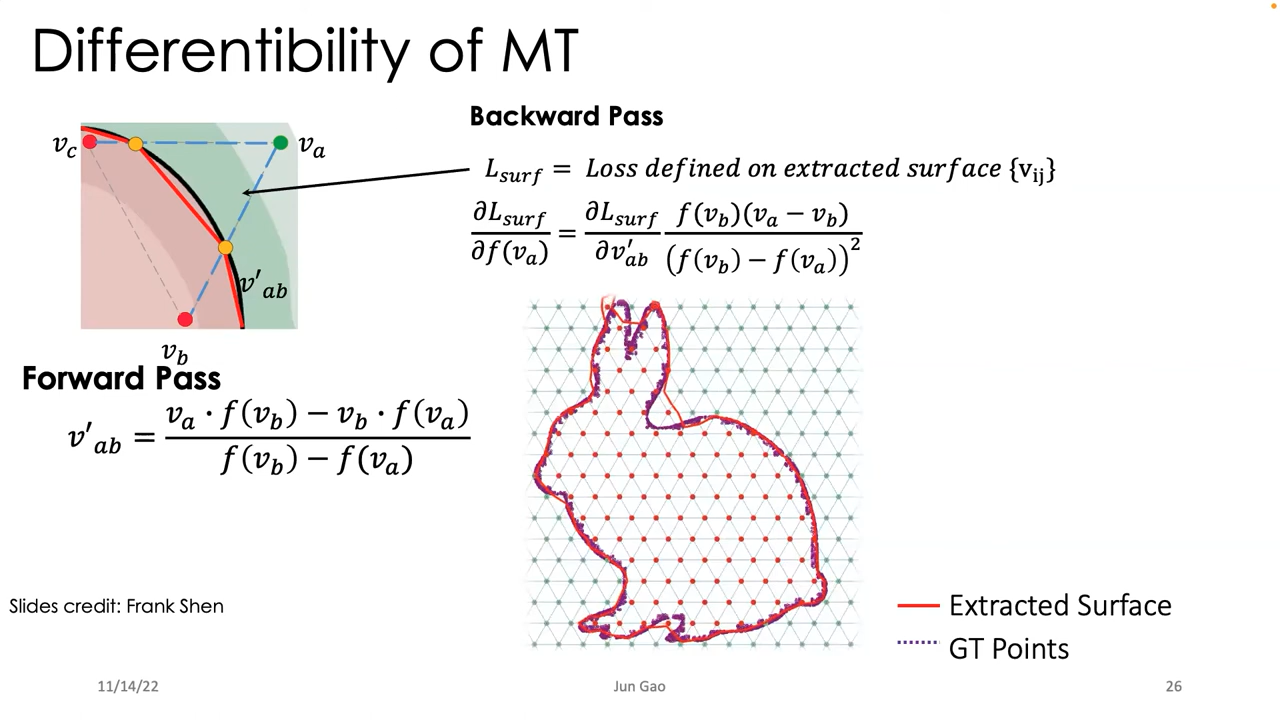 Differentibility of MT
v_c
v_a
v'_ab
v_b
Backward Pass
L_surf = Loss defined on extracted surface {v_ij}
∂L_surf / ∂f(v_a) = ∂L_surf / ∂v'_ab f(v_b)(v_a − v_b) / (f(v_b) − f(v_a))^2
Forward Pass
v'_ab = v_a · f(v_b) − v_b · f(v_a) / f(v_b) − f(v_a)
Extracted Surface
GT Points
Slides credit: Frank Shen
11/14/22
Jun Gao
26